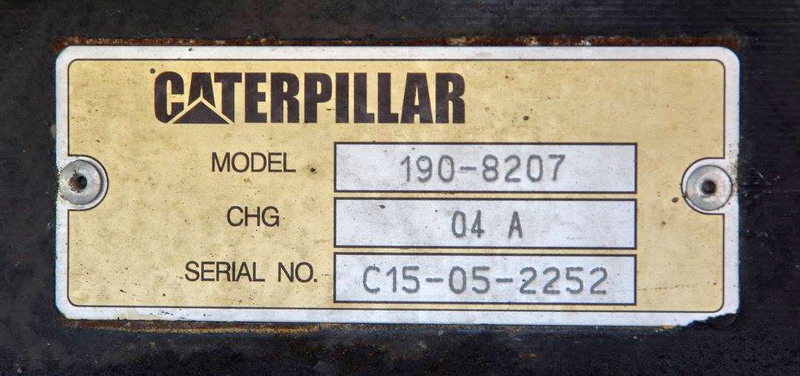 CATERPILLAR
MODEL 190-8207
CHG 04 A
SERIAL NO. C15-05-2252